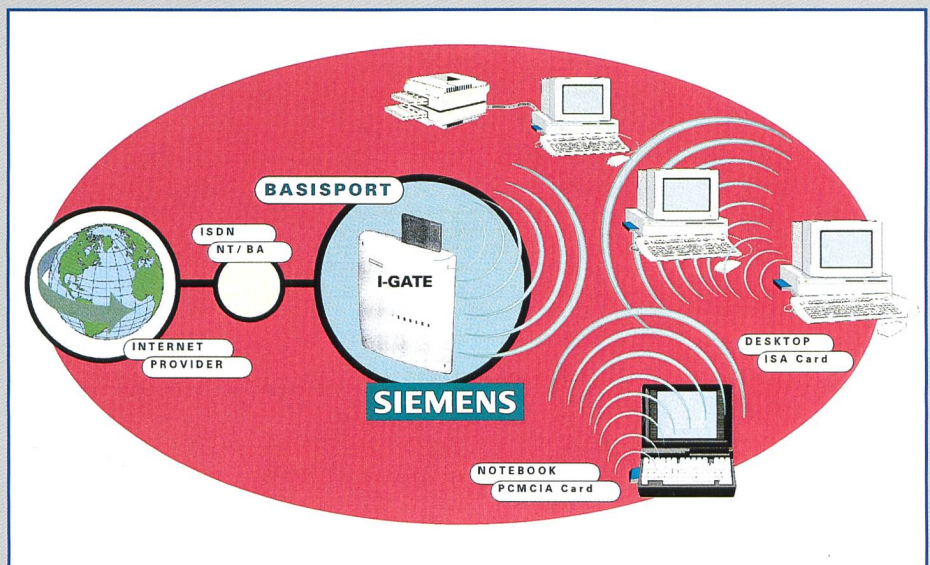 BASISPORT
ISDN
NT/BA
I-GATE
INTERNET
PROVIDER
SIEMENS
DESKTOP
ISA Card
NOTEBOOK
PCMCIA Card